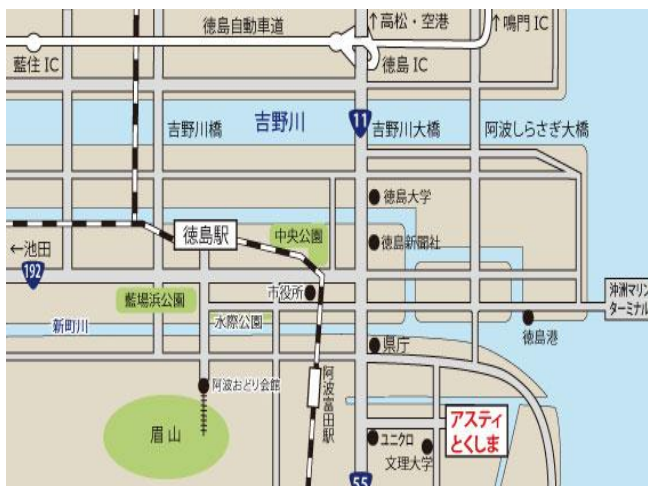 徳島自動車道
↑高松・空港
↑鳴門 IC
藍住 IC
徳島 IC
吉野川橋
吉野川
11
吉野川大橋
阿波しらさぎ大橋
徳島大学
徳島駅
中央公園
徳島新聞社
←池田
192
市役所
藍場浜公園
沖洲マリン
ターミナル
新町川
水際公園
徳島港
県庁
阿波おどり会館
阿波富田駅
眉山
アスティ
とくしま
ユニクロ
文理大学
55